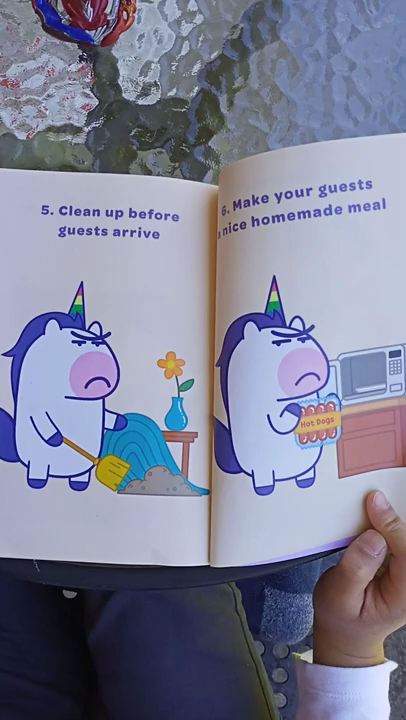 5. Clean up before
guests arrive
6. Make your guests
a nice homemade meal
Hot Dogs